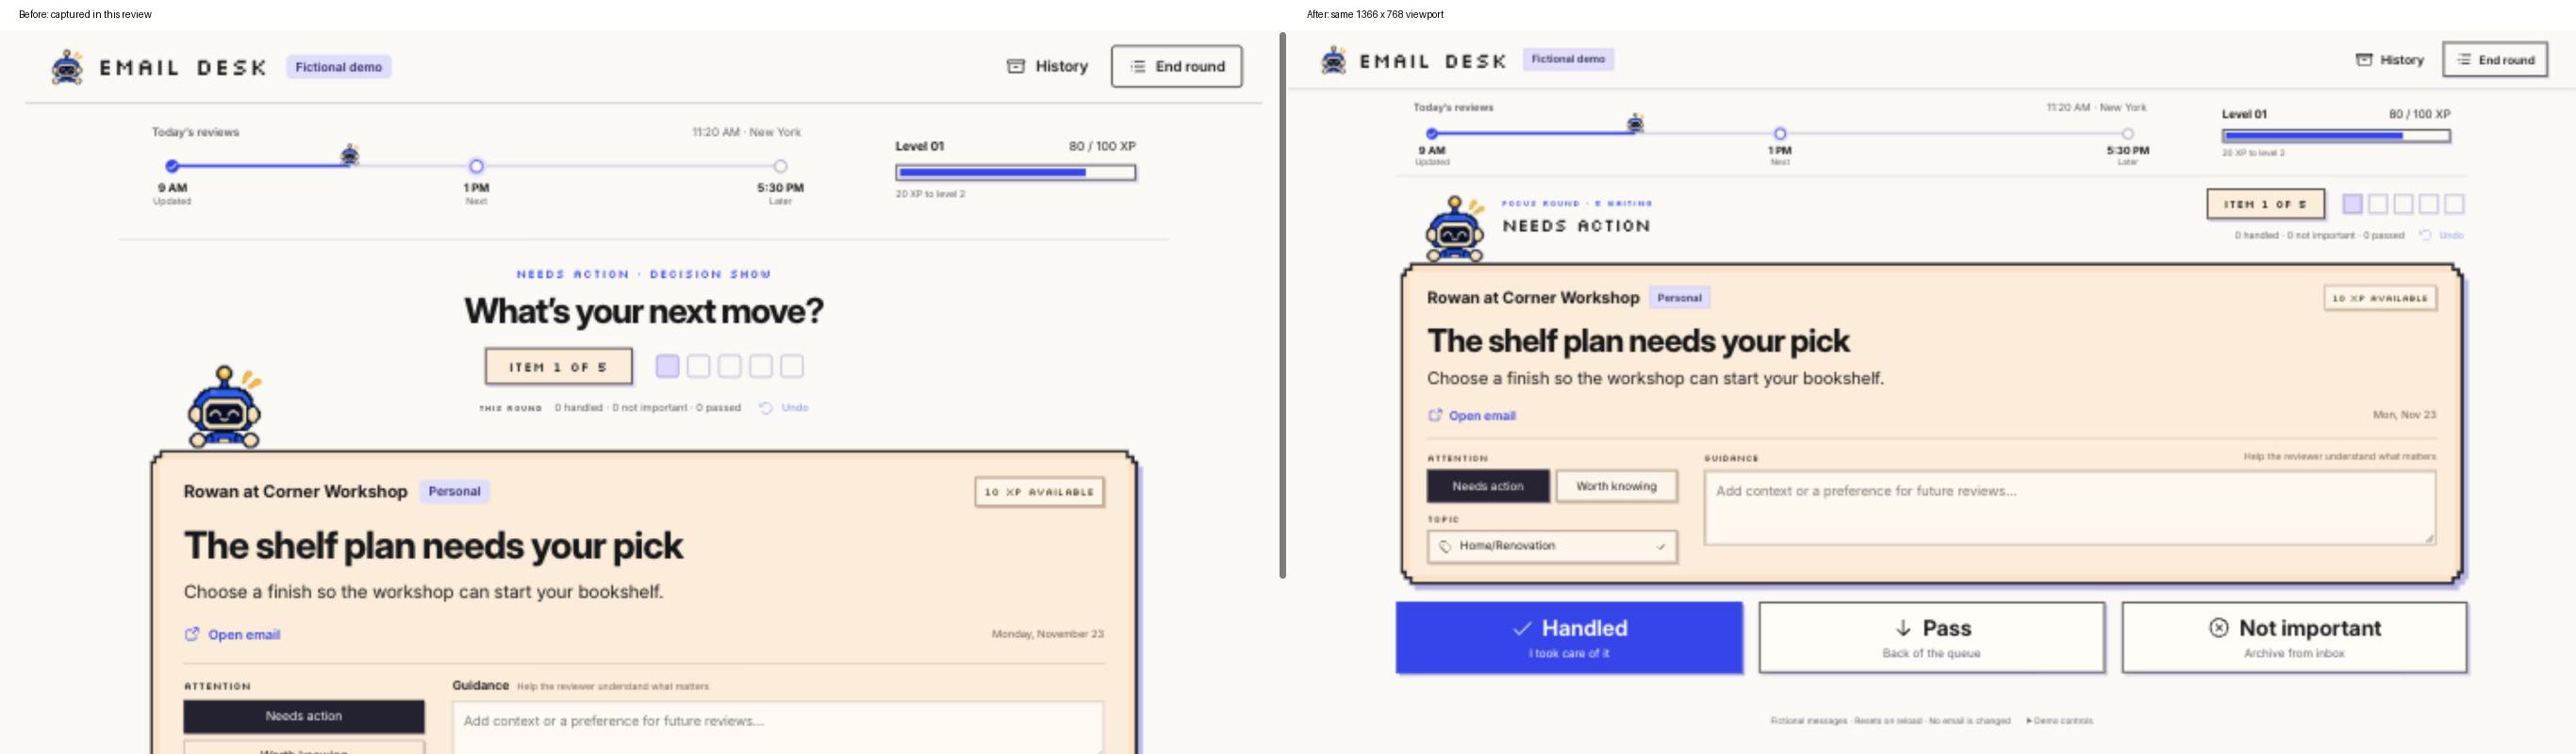 Before: captured in this review
EMAIL DESK
Fictional demo
History
End round
Today's reviews
11:20 AM · New York
9 AM
Updated
1 PM
Next
5:30 PM
Later
Level 01
80 / 100 XP
20 XP to level 2
NEEDS ACTION · DECISION SHOW
What's your next move?
ITEM 1 OF 5
THIS ROUND 0 handled · 0 not important · 0 passed
Undo
Rowan at Corner Workshop
Personal
10 XP AVAILABLE
The shelf plan needs your pick
Choose a finish so the workshop can start your bookshelf.
Open email
Monday, November 23
ATTENTION
Needs action
Worth knowing
Guidance Help the reviewer understand what matters
Add context or a preference for future reviews...
After: same 1366 x 768 viewport
EMAIL DESK
Fictional demo
History
End round
Today's reviews
11:20 AM · New York
9 AM
Updated
1 PM
Next
5:30 PM
Later
Level 01
80 / 100 XP
20 XP to level 2
FOCUS ROUND · 5 WAITING
NEEDS ACTION
ITEM 1 OF 5
0 handled · 0 not important · 0 passed
Undo
Rowan at Corner Workshop
Personal
10 XP AVAILABLE
The shelf plan needs your pick
Choose a finish so the workshop can start your bookshelf.
Open email
Mon, Nov 23
ATTENTION
Needs action
Worth knowing
TOPIC
Home/Renovation
GUIDANCE
Help the reviewer understand what matters
Add context or a preference for future reviews...
Handled
I took care of it
Pass
Back of the queue
Not important
Archive from inbox
Fictional messages · Resets on reload · No email is changed
Demo controls